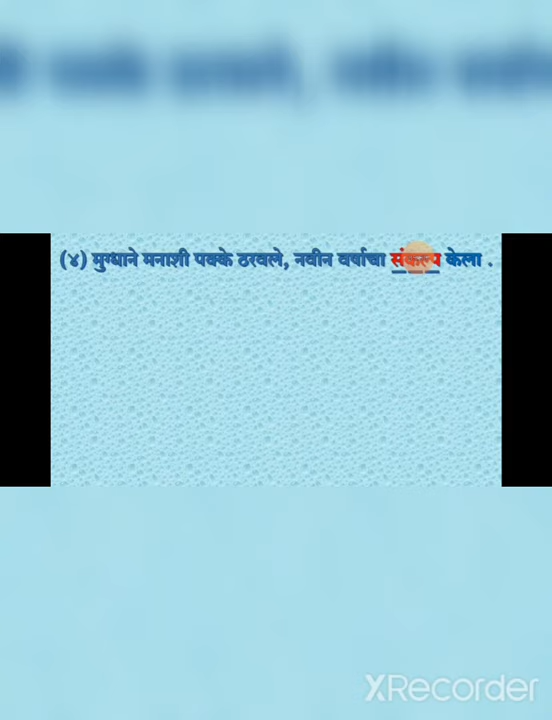 (४) मुग्धाने मनाशी पक्के ठरवले, नवीन वर्षाचा संकल्प केला .
XRecorder